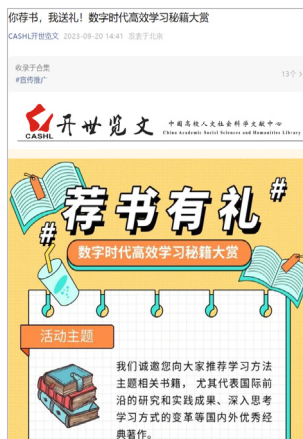 你荐书，我送礼！数字时代高效学习秘籍大赏
CASHL开世览文 2023-09-20 14:41 发表于北京
收录于合集
#宣传推广
13个 >
CASHL
开世览文
中国高校人文社会科学文献中心
China Academic Social Sciences and Humanities Library
#荐书有礼#
数字时代高效学习秘籍大赏
活动主题
我们诚邀您向大家推荐学习方法
主题相关书籍，尤其代表国际前
沿的研究和实践成果、深入思考
学习方式的变革等国内外优秀经
典著作。